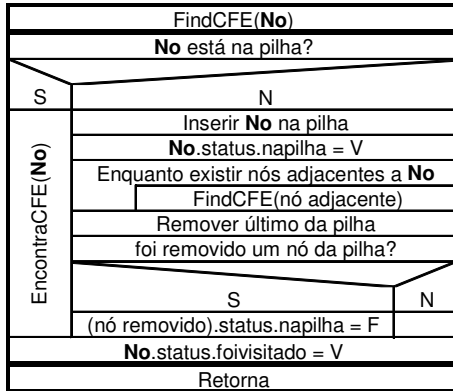 FindCFE(No)
No está na pilha?
S N
EncontraCFE(No)
Inserir No na pilha
No.status.napilha = V
Enquanto existir nós adjacentes a No
FindCFE(nó adjacente)
Remover último da pilha
foi removido um nó da pilha?
S N
(nó removido).status.napilha = F
No.status.foivisitado = V
Retorna